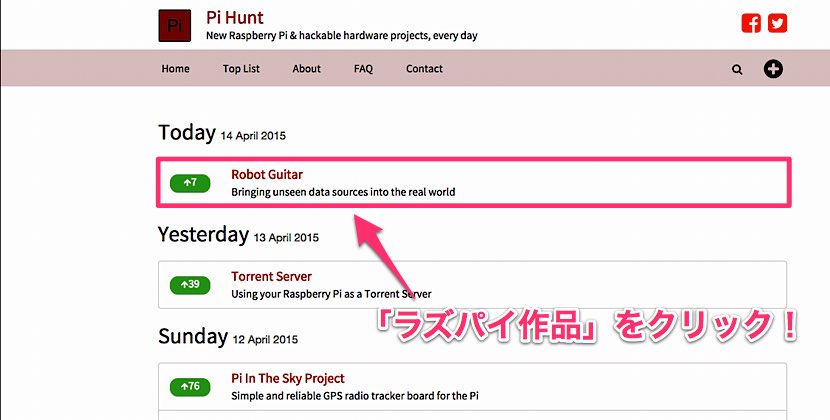 Pi
Pi Hunt
New Raspberry Pi & hackable hardware projects, every day
Home Top List About FAQ Contact
Today 14 April 2015
↑7
Robot Guitar
Bringing unseen data sources into the real world
Yesterday 13 April 2015
↑39
Torrent Server
Using your Raspberry Pi as a Torrent Server
「ラズパイ作品」をクリック！
Sunday 12 April 2015
↑76
Pi In The Sky Project
Simple and reliable GPS radio tracker board for the Pi